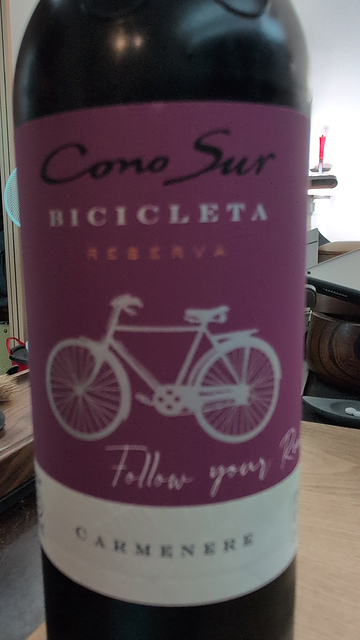 Cono Sur
BICICLETA
RESERVA
Follow your
CARMENERE